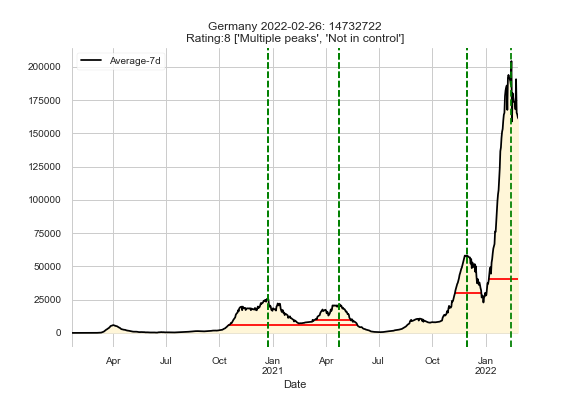 Germany 2022-02-26: 14732722
Rating:8 ['Multiple peaks', 'Not in control']
Average-7d
200000
175000
150000
125000
100000
75000
50000
25000
0
Apr Jul Oct Jan Apr Jul Oct Jan
2021 2022
Date